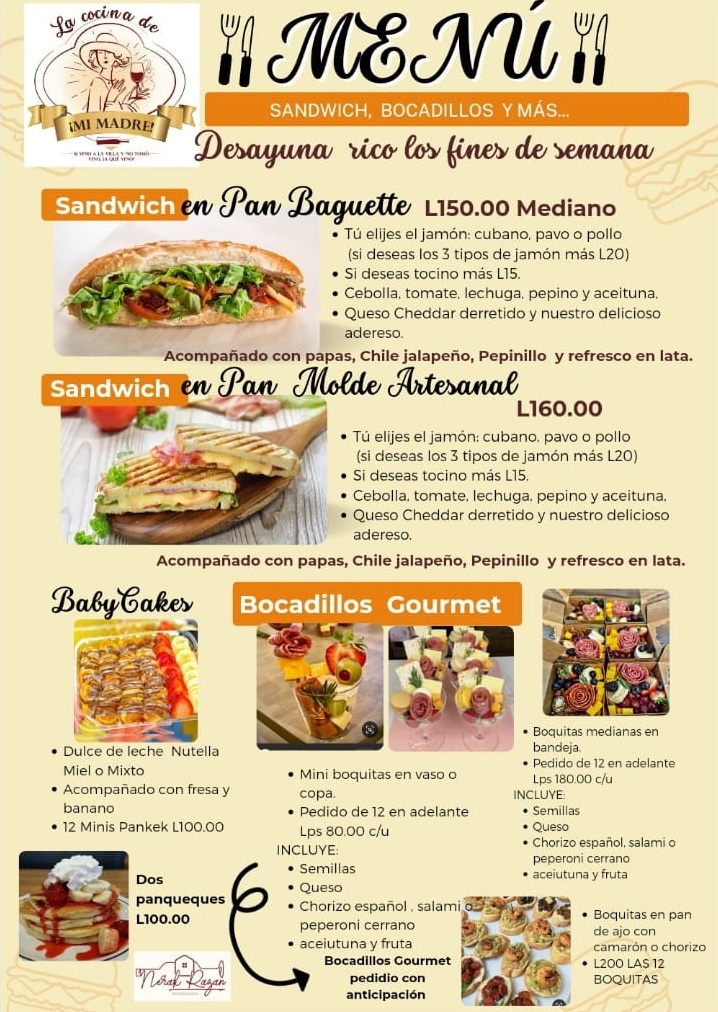 La cocina de
¡MI MADRE!
MENÚ
SANDWICH, BOCADILLOS Y MÁS...
Desayuna rico los fines de semana
Sandwich en Pan Baguette L150.00 Mediano
• Tú elijes el jamón: cubano, pavo o pollo
(si deseas los 3 tipos de jamón más L20)
• Si deseas tocino más L15.
• Cebolla, tomate, lechuga, pepino y aceituna.
• Queso Cheddar derretido y nuestro delicioso
adereso.
Acompañado con papas, Chile jalapeño, Pepinillo y refresco en lata.
Sandwich en Pan Molde Artesanal
L160.00
• Tú elijes el jamón: cubano, pavo o pollo
(si deseas los 3 tipos de jamón más L20)
• Si deseas tocino más L15.
• Cebolla, tomate, lechuga, pepino y aceituna.
• Queso Cheddar derretido y nuestro delicioso
adereso.
Acompañado con papas, Chile jalapeño, Pepinillo y refresco en lata.
BabyCakes
• Dulce de leche Nutella
Miel o Mixto
• Acompañado con fresa y
banano
• 12 Minis Pankek L100.00
Dos
panqueques
L100.00
Bocadillos Gourmet
• Mini boquitas en vaso o
copa.
• Pedido de 12 en adelante
Lps 80.00 c/u
INCLUYE:
• Semillas
• Queso
• Chorizo español , salami o
peperoni cerrano
• aceiutuna y fruta
Bocadillos Gourmet
pedidio con
anticipación
• Boquitas medianas en
bandeja.
• Pedido de 12 en adelante
Lps 180.00 c/u
INCLUYE:
• Semillas
• Queso
• Chorizo español, salami o
peperoni cerrano
• aceiutuna y fruta
• Boquitas en pan
de ajo con
camarón o chorizo
• L200 LAS 12
BOQUITAS